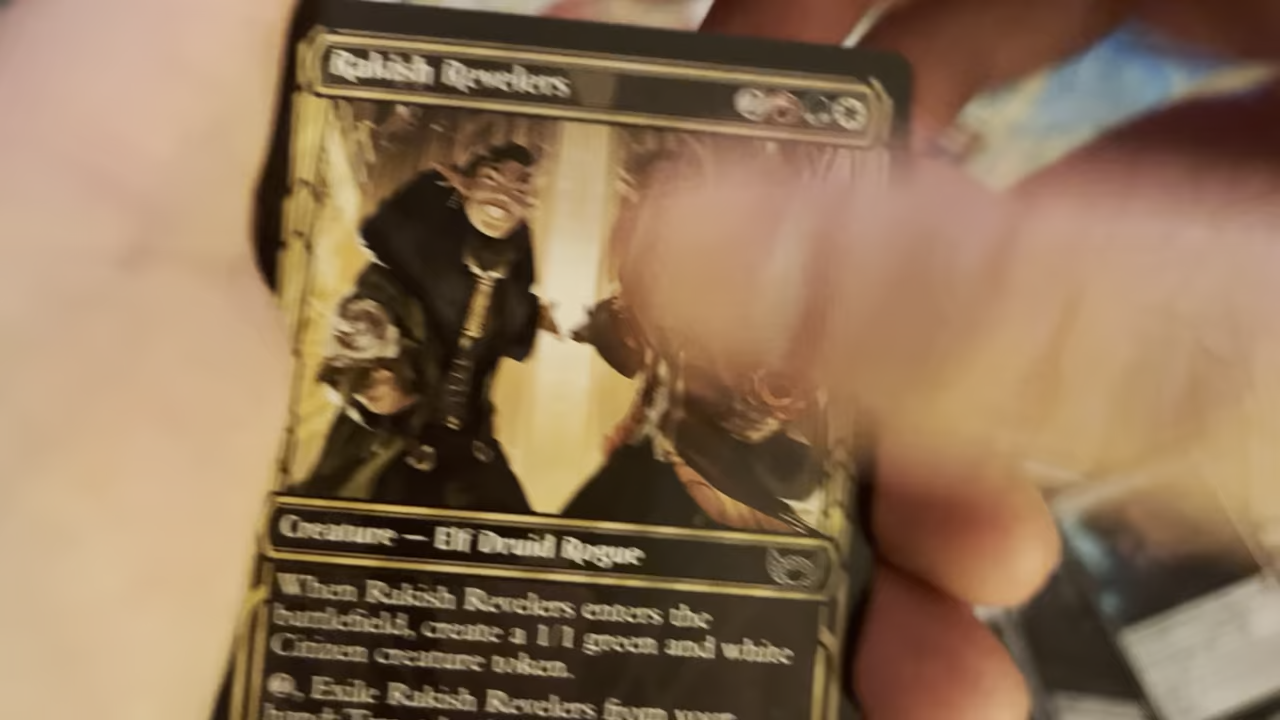 Rakish Revelers
Creature — Elf Druid Rogue
When Rakish Revelers enters the
battlefield, create a 1/1 green and white
Citizen creature token.
, Exile Rakish Revelers from your
hand: